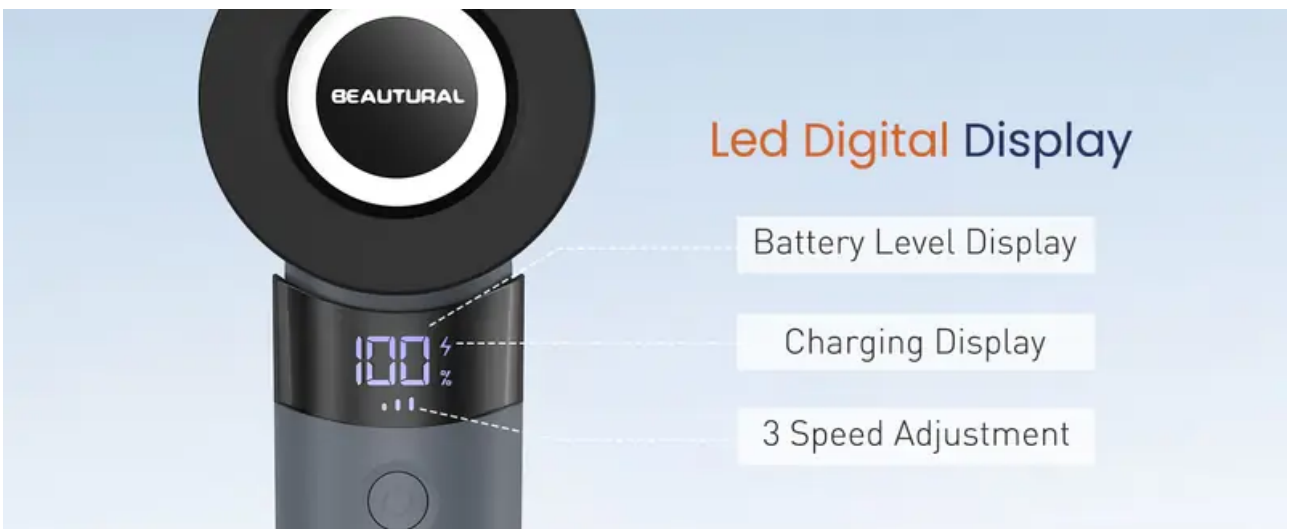 BEAUTURAL
Led Digital Display
Battery Level Display
100
%
Charging Display
3 Speed Adjustment